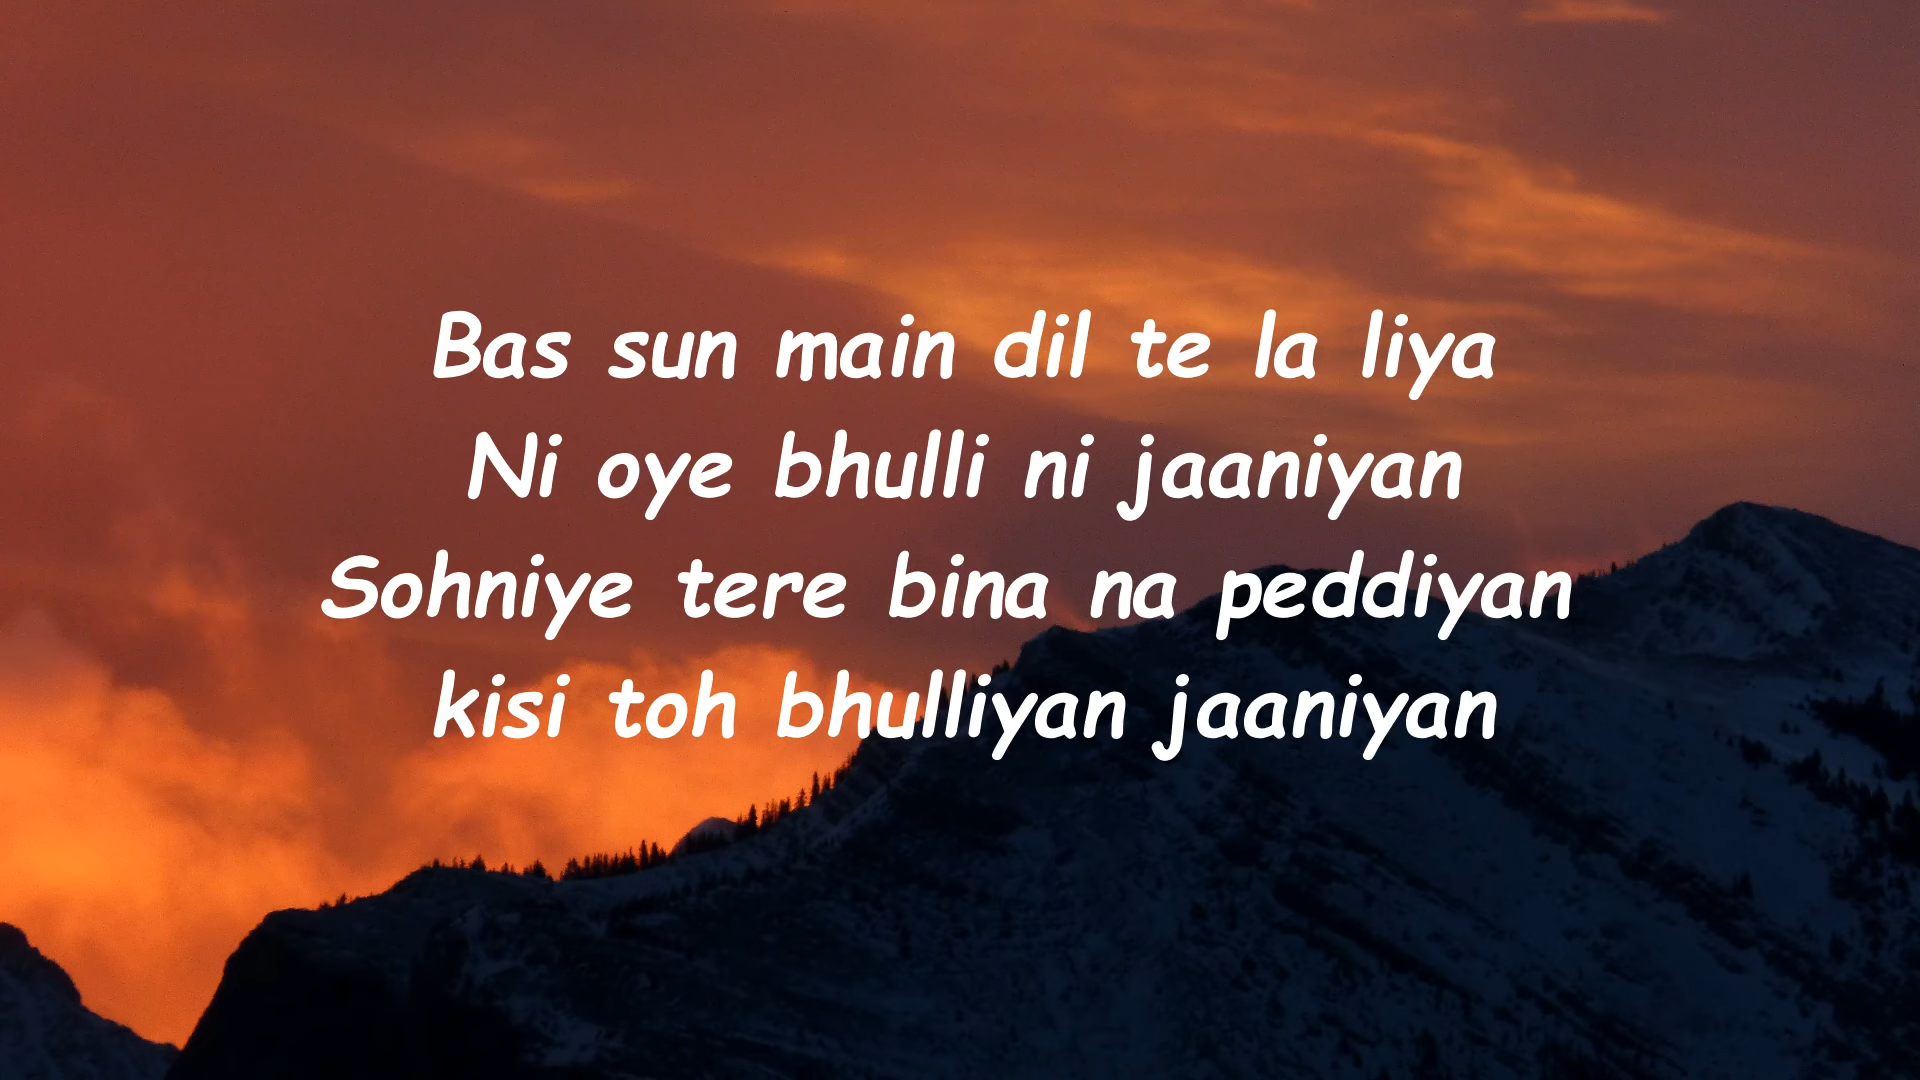 Bas sun main dil te la liya
Ni oye bhulli ni jaaniyan
Sohniye tere bina na peddiyan
kisi toh bhulliyan jaaniyan